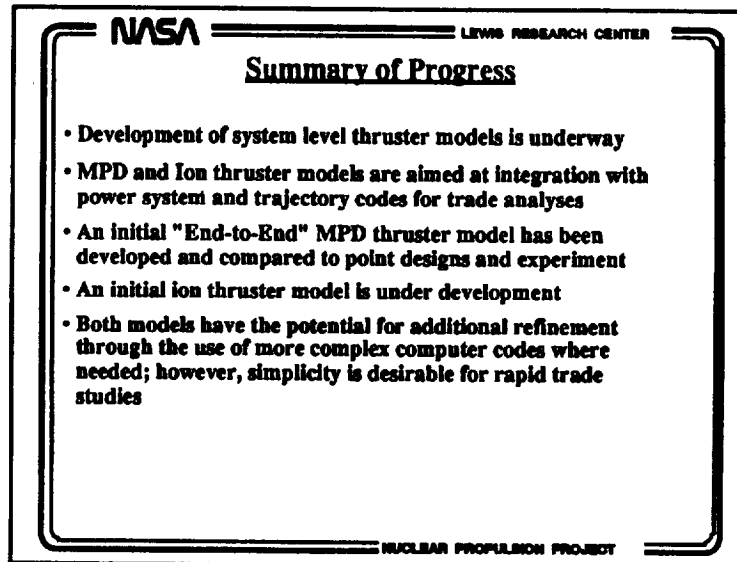 NASA LEWIS RESEARCH CENTER
Summary of Progress
• Development of system level thruster models is underway
• MPD and Ion thruster models are aimed at integration with
power system and trajectory codes for trade analyses
• An initial "End-to-End" MPD thruster model has been
developed and compared to point designs and experiment
• An initial ion thruster model is under development
• Both models have the potential for additional refinement
through the use of more complex computer codes where
needed; however, simplicity is desirable for rapid trade
studies
NUCLEAR PROPULSION PROJECT